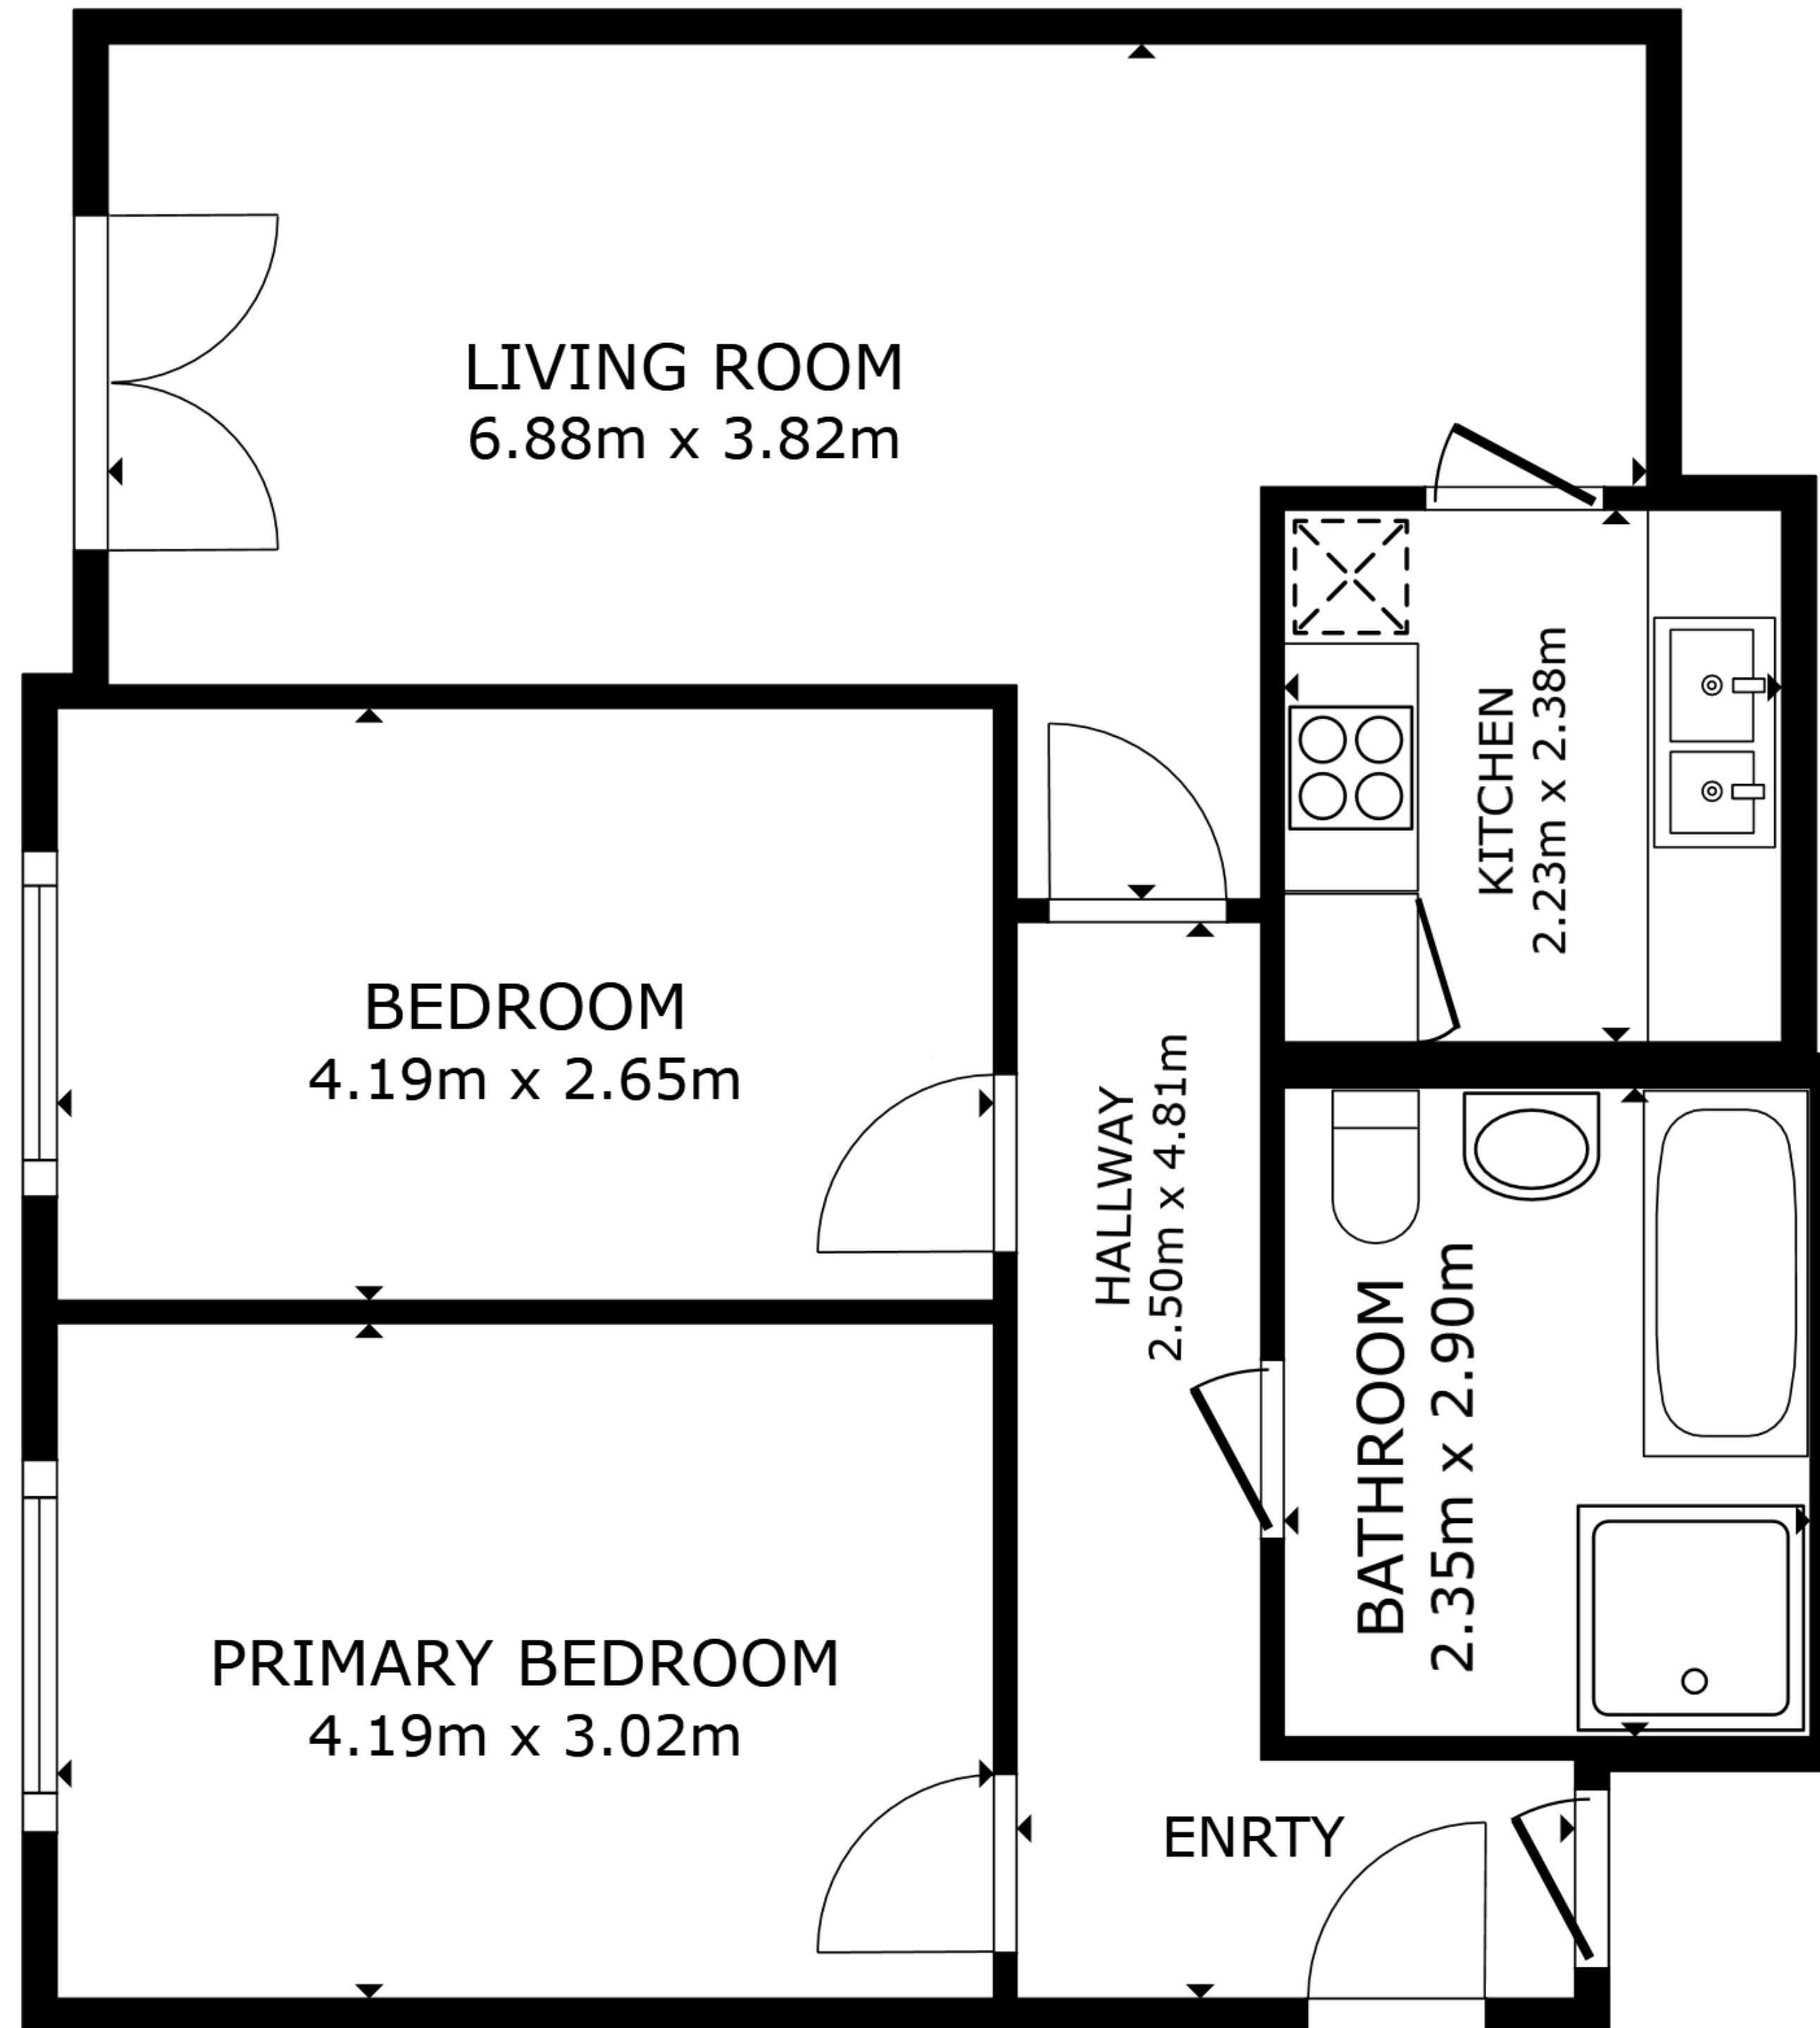 LIVING ROOM
6.88m x 3.82m
KITCHEN
2.23m x 2.38m
BEDROOM
4.19m x 2.65m
HALLWAY
2.50m x 4.81m
BATHROOM
2.35m x 2.90m
PRIMARY BEDROOM
4.19m x 3.02m
ENRTY